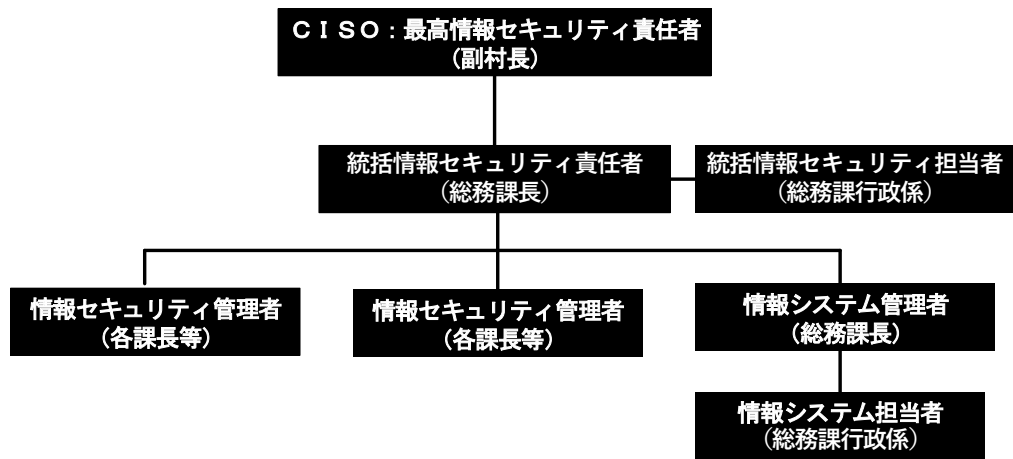 ＣＩＳＯ：最高情報セキュリティ責任者
（副村長）
統括情報セキュリティ責任者
（総務課長）
統括情報セキュリティ担当者
（総務課行政係）
情報セキュリティ管理者
（各課長等）
情報セキュリティ管理者
（各課長等）
情報システム管理者
（総務課長）
情報システム担当者
（総務課行政係）